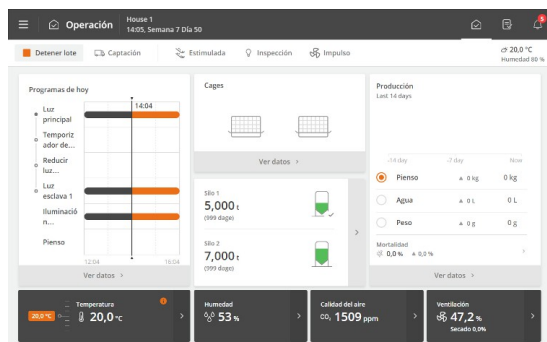 Operación
House 1
14:05, Semana 7 Día 50
5
Detener lote
Captación
Estimulada
Inspección
Impulso
20,0 °C
Humedad 80 %
Programas de hoy
14:04
Luz principal
Temporiz ador de...
Reducir luz...
Luz esclava 1
Iluminació n...
Pienso
12:04
16:04
Ver datos
Cages
Ver datos
Silo 1
5,000 t
(999 dage)
Silo 2
7,000 t
(999 dage)
Producción
Last 14 days
-14 day
-7 day
Now
Pienso
0 kg
0 kg
Agua
0 L
0 L
Peso
0 g
0 g
Mortalidad
0,0 %
0,0 %
Ver datos
20,0 °C
Temperatura
20,0 °C
Humedad
53 %
Calidad del aire
CO₂ 1509 ppm
Ventilación
47,2 %
Secado 0,0%